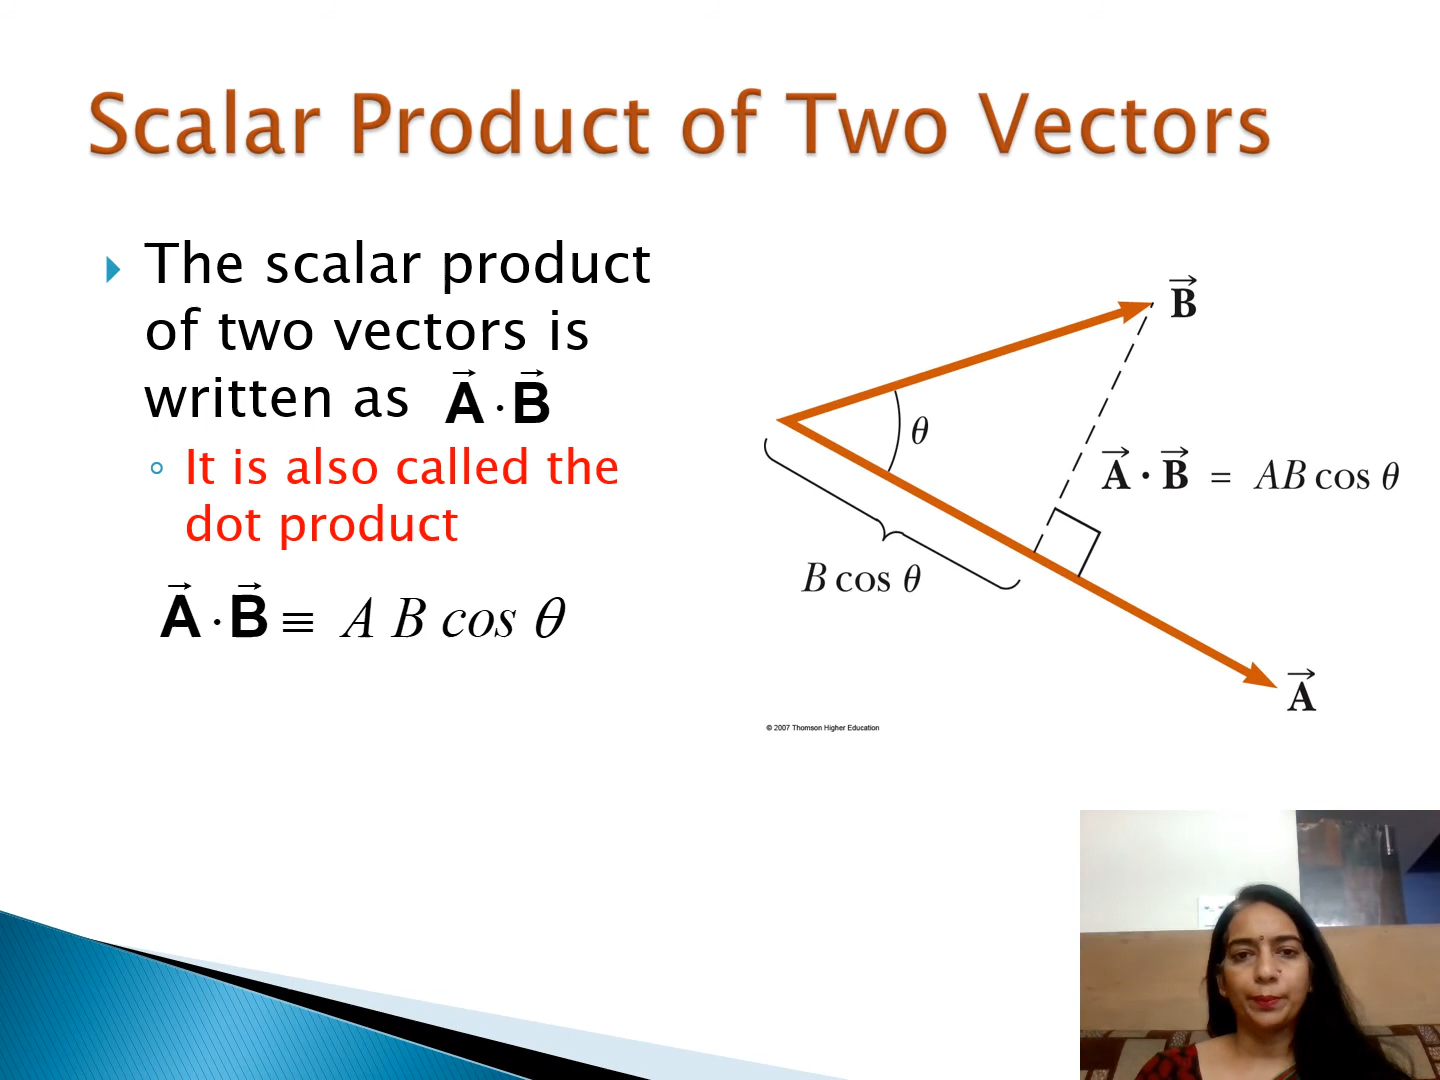 Scalar Product of Two Vectors
The scalar product
of two vectors is
written as A⃗ · B⃗
It is also called the
dot product
A⃗ · B⃗ ≡ A B cos θ
B⃗
θ
A⃗ · B⃗ = AB cos θ
B cos θ
A⃗
© 2007 Thomson Higher Education